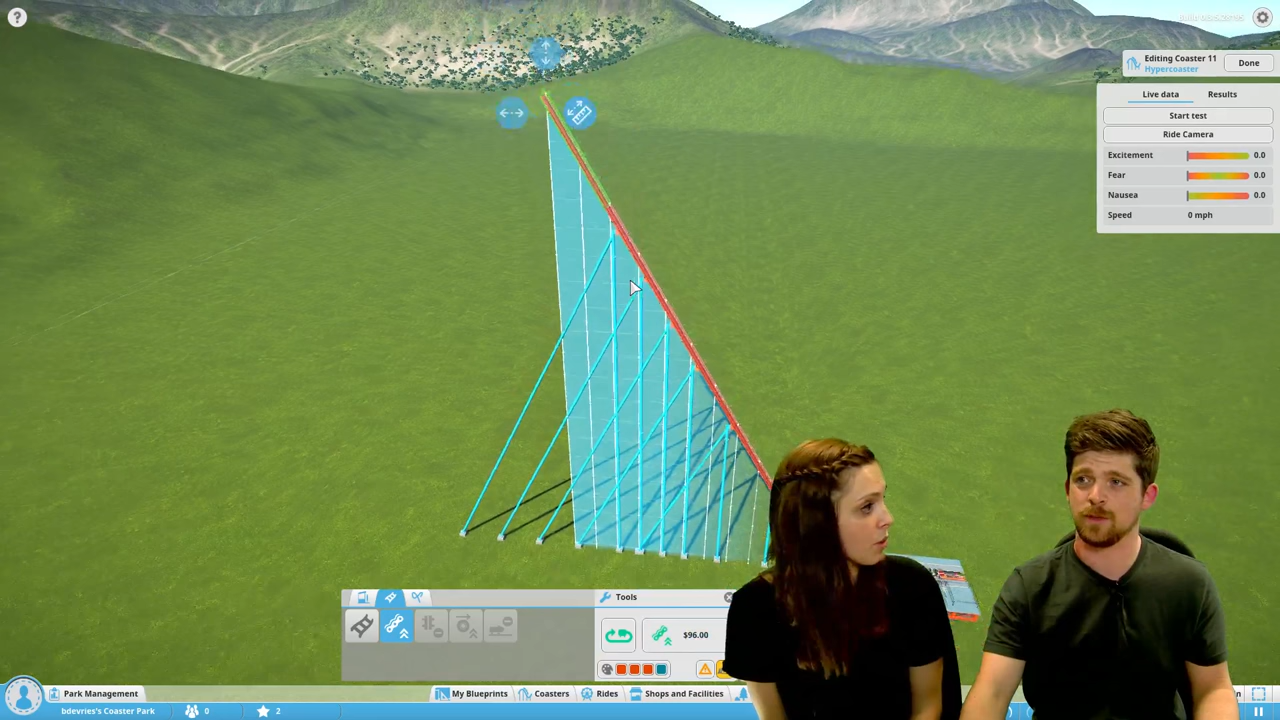 ?
Editing Coaster 11
Hypercoaster
Done
Live data
Results
Start test
Ride Camera
Excitement 0.0
Fear 0.0
Nausea 0.0
Speed 0 mph
Tools
$96.00
Park Management
My Blueprints
Coasters
Rides
Shops and Facilities
bdevries's Coaster Park
0
2